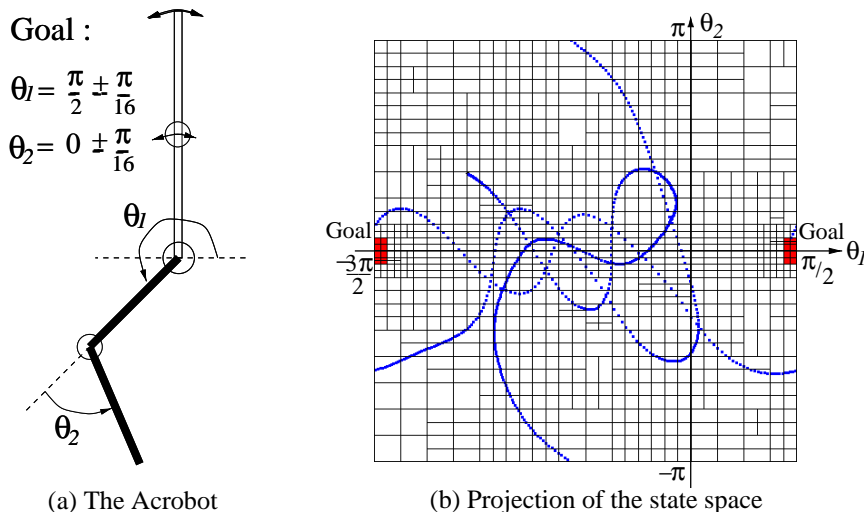 Goal :
θ1 = π/2 ± π/16
θ2 = 0 ± π/16
θ1
θ2
(a) The Acrobot
π
θ2
Goal
-3π/2
Goal
π/2
θ1
-π
(b) Projection of the state space